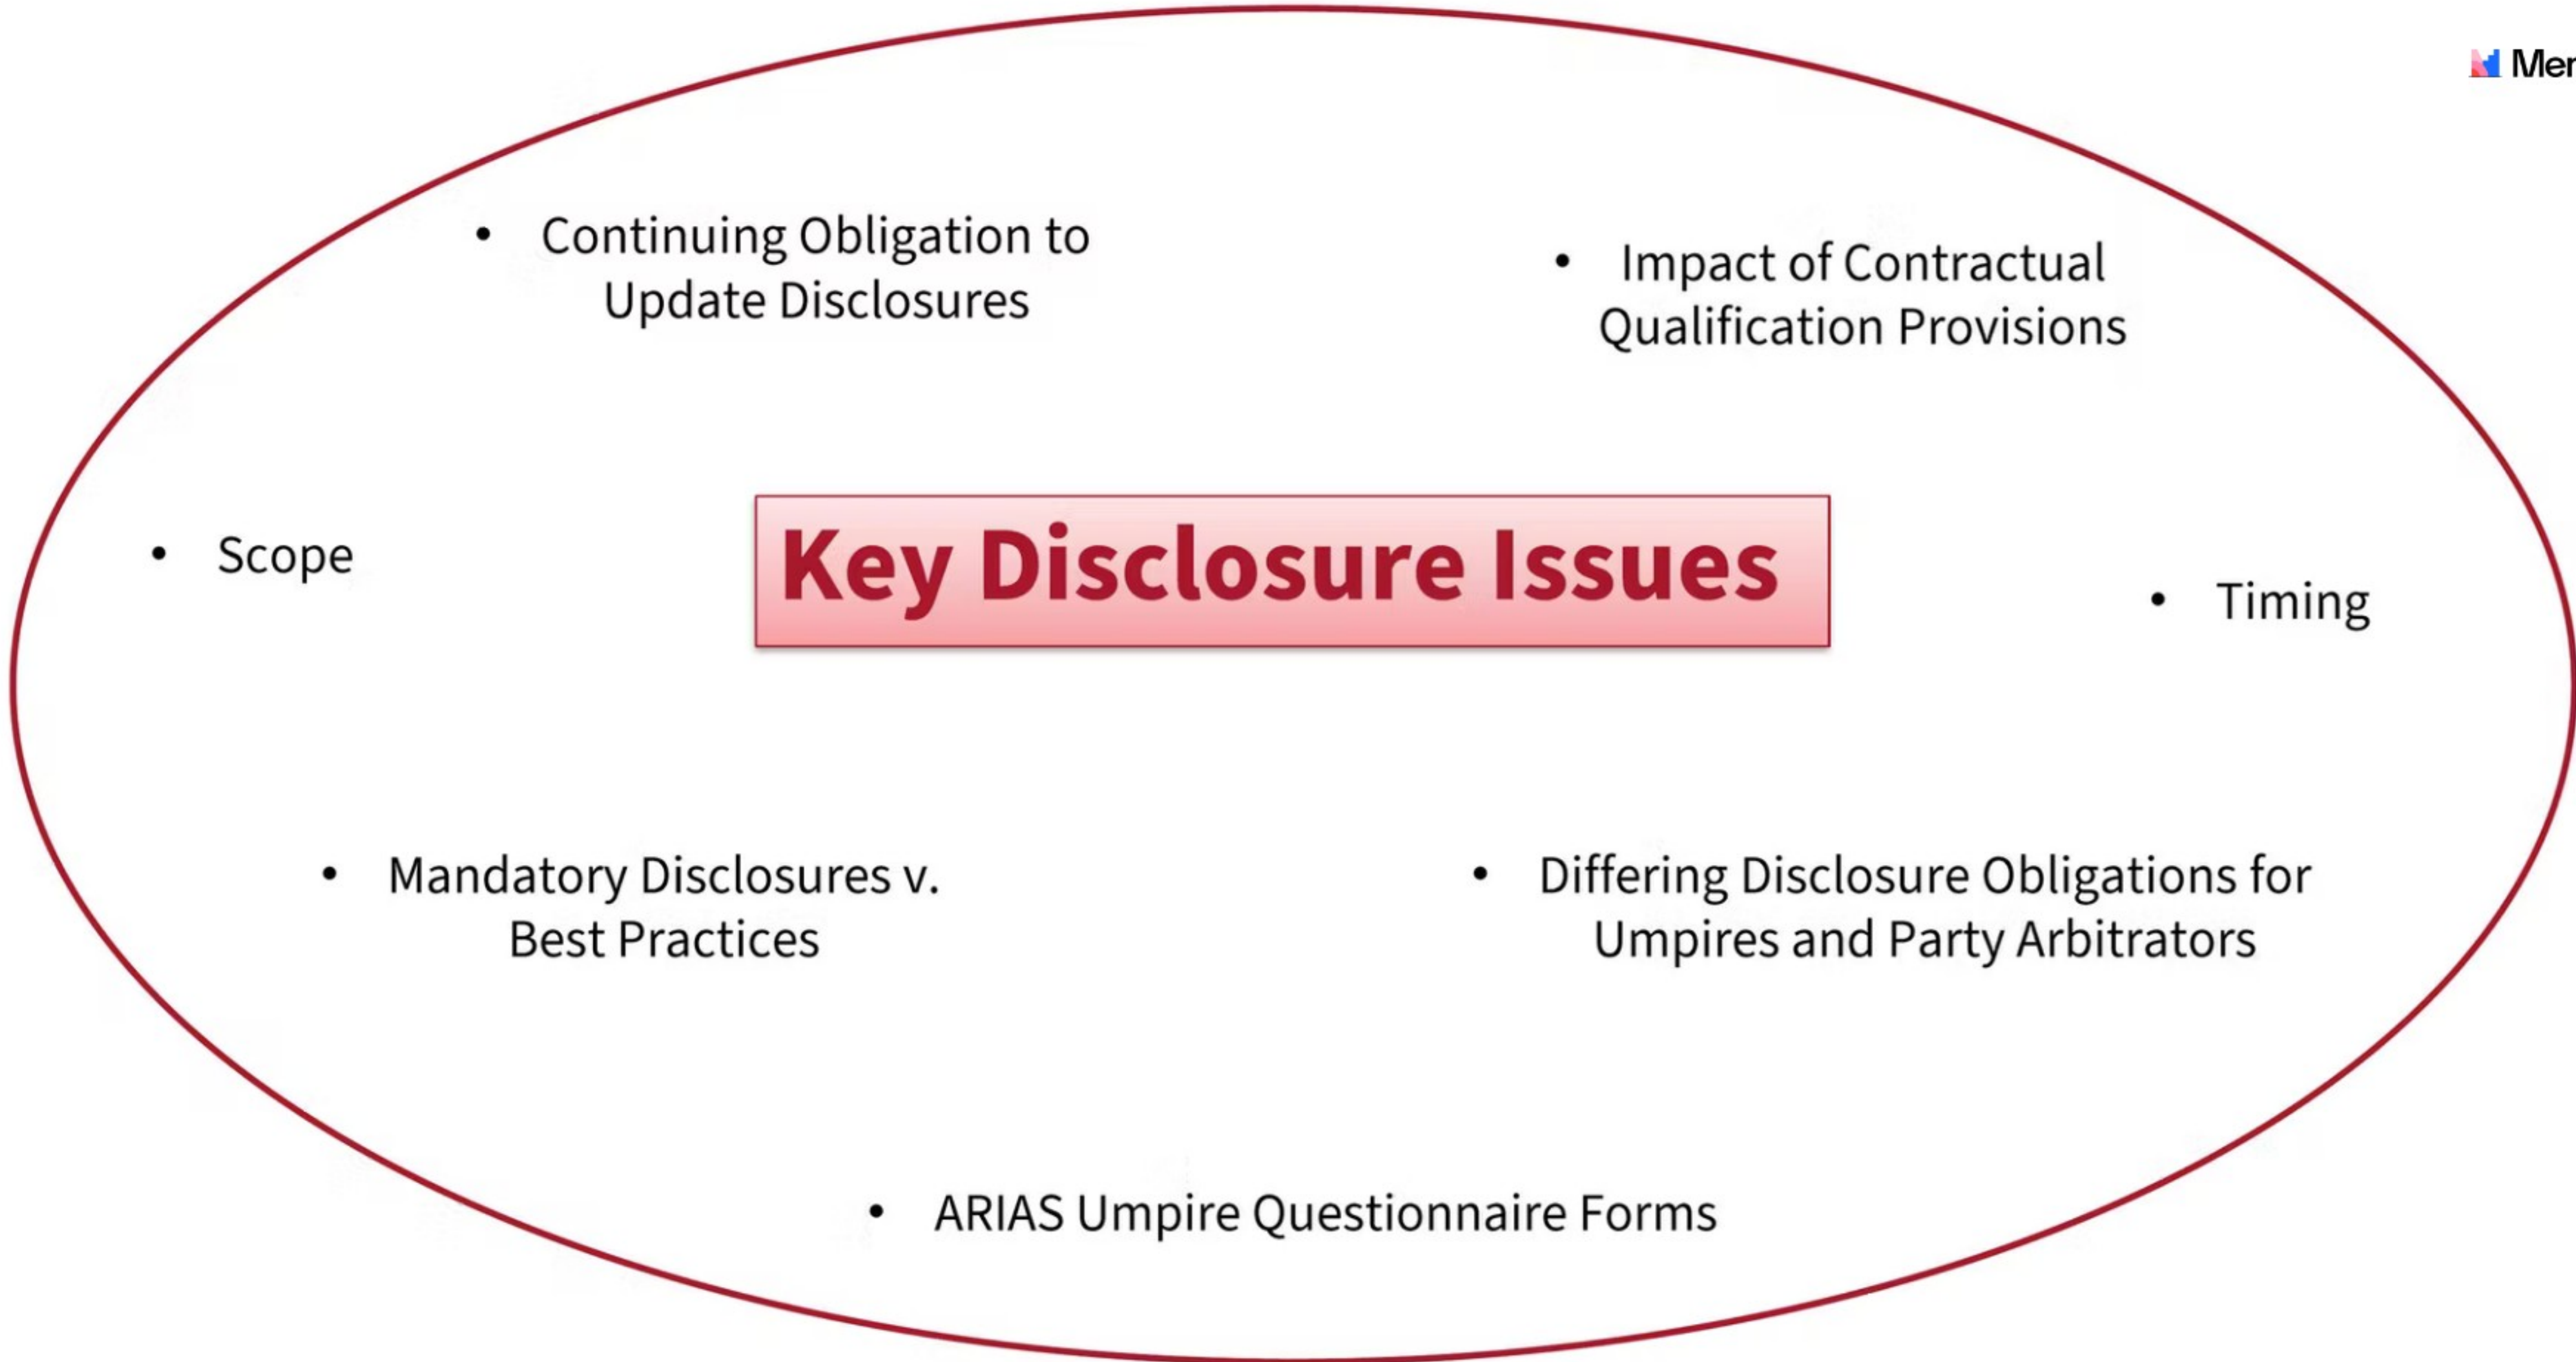 Mer
• Continuing Obligation to
Update Disclosures
• Impact of Contractual
Qualification Provisions
• Scope
Key Disclosure Issues
• Timing
• Mandatory Disclosures v.
Best Practices
• Differing Disclosure Obligations for
Umpires and Party Arbitrators
• ARIAS Umpire Questionnaire Forms